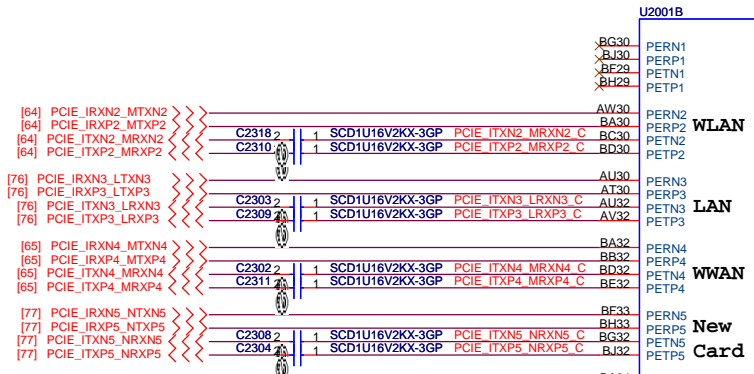 U2001B
BG30 PERN1
BJ30 PERP1
BF29 PETN1
BH29 PETP1
[64] PCIE_IRXN2_MTXN2 AW30 PERN2
[64] PCIE_IRXP2_MTXP2 BA30 PERP2 WLAN
[64] PCIE_ITXN2_MRXN2 C2318 2 1 SCD1U16V2KX-3GP PCIE_ITXN2_MRXN2_C BC30 PETN2
[64] PCIE_ITXP2_MRXP2 C2310 1 SCD1U16V2KX-3GP PCIE_ITXP2_MRXP2_C BD30 PETP2
[76] PCIE_IRXN3_LTXN3 AU30 PERN3
[76] PCIE_IRXP3_LTXP3 AT30 PERP3
[76] PCIE_ITXN3_LRXN3 C2303 2 1 SCD1U16V2KX-3GP PCIE_ITXN3_LRXN3_C AU32 PETN3 LAN
[76] PCIE_ITXP3_LRXP3 C2309 1 SCD1U16V2KX-3GP PCIE_ITXP3_LRXP3_C AV32 PETP3
[65] PCIE_IRXN4_MTXN4 BA32 PERN4
[65] PCIE_IRXP4_MTXP4 BB32 PERP4
[65] PCIE_ITXN4_MRXN4 C2302 2 1 SCD1U16V2KX-3GP PCIE_ITXN4_MRXN4_C BD32 PETN4 WWAN
[65] PCIE_ITXP4_MRXP4 C2311 1 SCD1U16V2KX-3GP PCIE_ITXP4_MRXP4_C BE32 PETP4
[77] PCIE_IRXN5_NTXN5 BF33 PERN5
[77] PCIE_IRXP5_NTXP5 BH33 PERP5 New
[77] PCIE_ITXN5_NRXN5 C2308 2 1 SCD1U16V2KX-3GP PCIE_ITXN5_NRXN5_C BG32 PETN5
[77] PCIE_ITXP5_NRXP5 C2304 1 SCD1U16V2KX-3GP PCIE_ITXP5_NRXP5_C BJ32 PETP5 Card